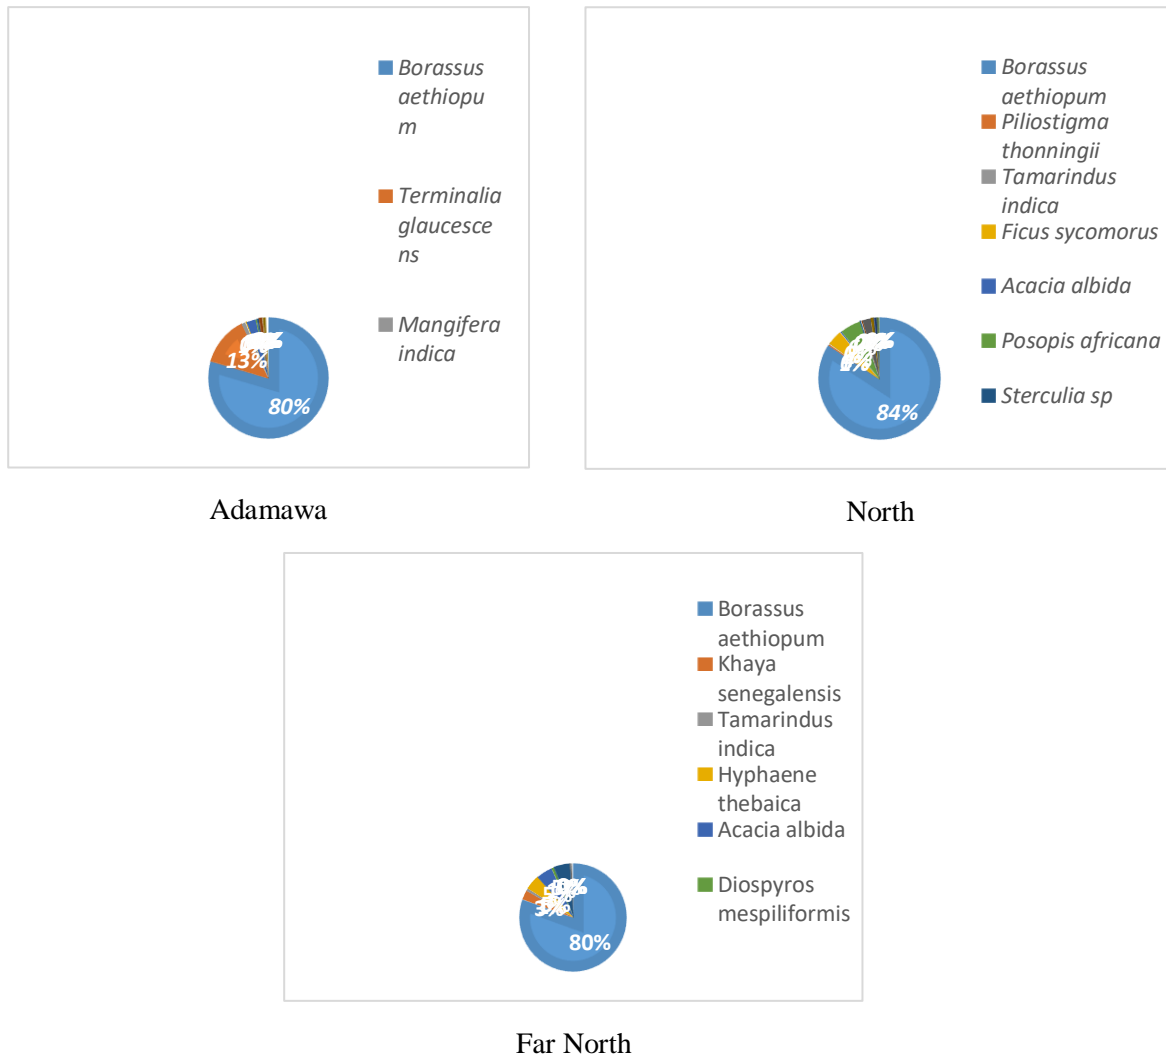 Borassus
aethiopu
m
Terminalia
glaucesce
ns
Mangifera
indica
13%
80%
Adamawa
Borassus
aethiopum
Piliostigma
thonningii
Tamarindus
indica
Ficus sycomorus
Acacia albida
Posopis africana
Sterculia sp
84%
North
Borassus
aethiopum
Khaya
senegalensis
Tamarindus
indica
Hyphaene
thebaica
Acacia albida
Diospyros
mespiliformis
3%
80%
Far North